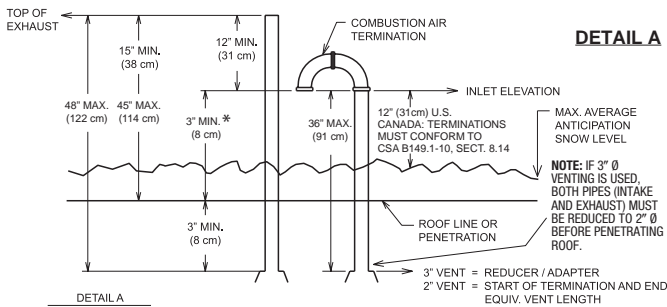 TOP OF
EXHAUST
15" MIN.
(38 cm)
12" MIN.
(31 cm)
COMBUSTION AIR
TERMINATION
DETAIL A
INLET ELEVATION
48" MAX.
(122 cm)
45" MAX.
(114 cm)
3" MIN. *
(8 cm)
36" MAX.
(91 cm)
12" (31cm) U.S.
CANADA: TERMINATIONS
MUST CONFORM TO
CSA B149.1-10, SECT. 8.14
MAX. AVERAGE
ANTICIPATION
SNOW LEVEL
NOTE: IF 3" Ø
VENTING IS USED,
BOTH PIPES (INTAKE
AND EXHAUST) MUST
BE REDUCED TO 2" Ø
BEFORE PENETRATING
ROOF.
3" MIN.
(8 cm)
ROOF LINE OR
PENETRATION
3" VENT = REDUCER / ADAPTER
2" VENT = START OF TERMINATION AND END
EQUIV. VENT LENGTH
DETAIL A